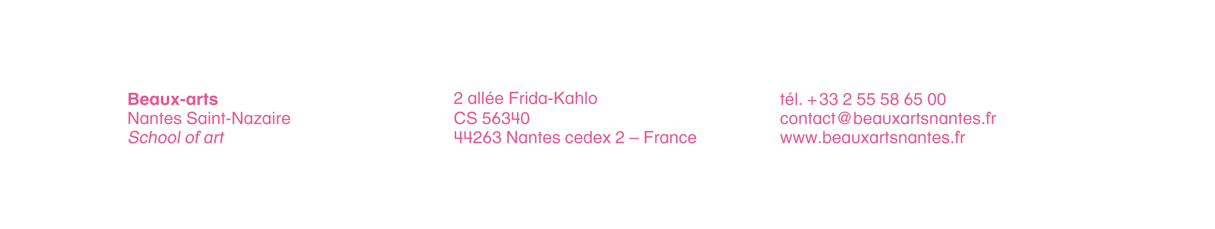 Beaux-arts
Nantes Saint-Nazaire
School of art
2 allée Frida-Kahlo
CS 56340
44263 Nantes cedex 2 – France
tél. +33 2 55 58 65 00
contact@beauxartsnantes.fr
www.beauxartsnantes.fr